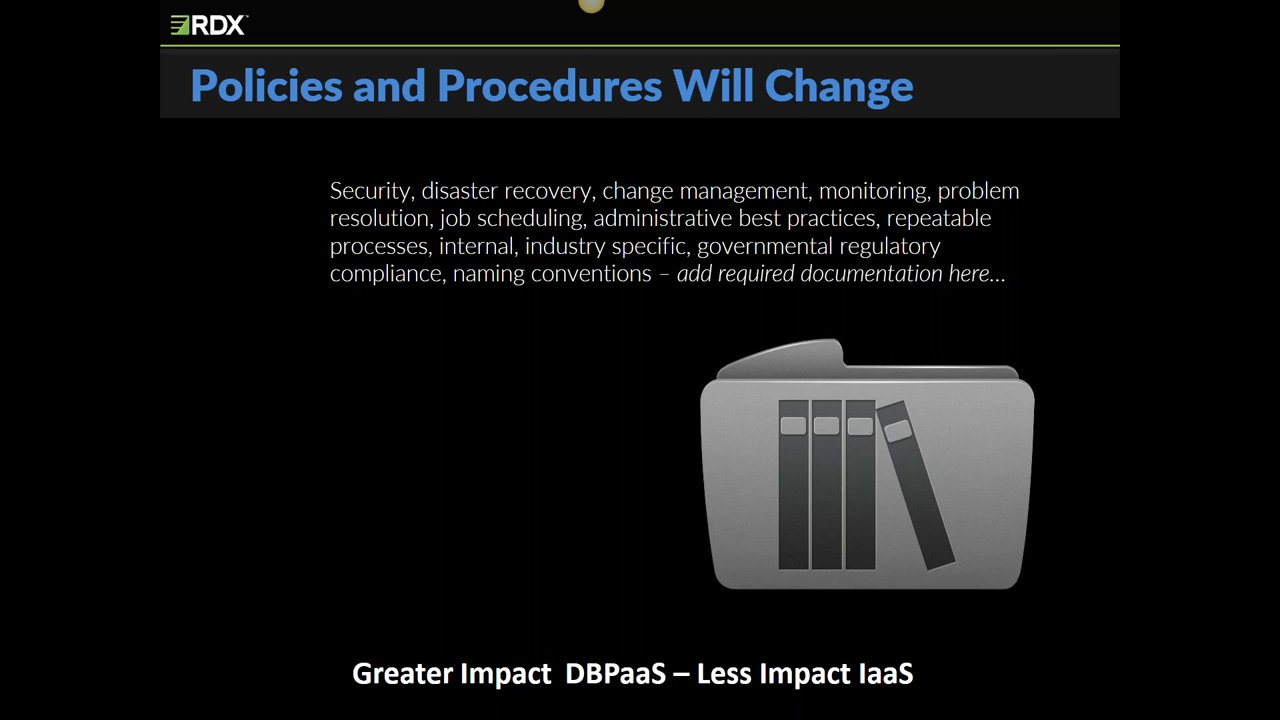 RDX
Policies and Procedures Will Change
Security, disaster recovery, change management, monitoring, problem
resolution, job scheduling, administrative best practices, repeatable
processes, internal, industry specific, governmental regulatory
compliance, naming conventions – add required documentation here...
Greater Impact DBPaaS – Less Impact IaaS